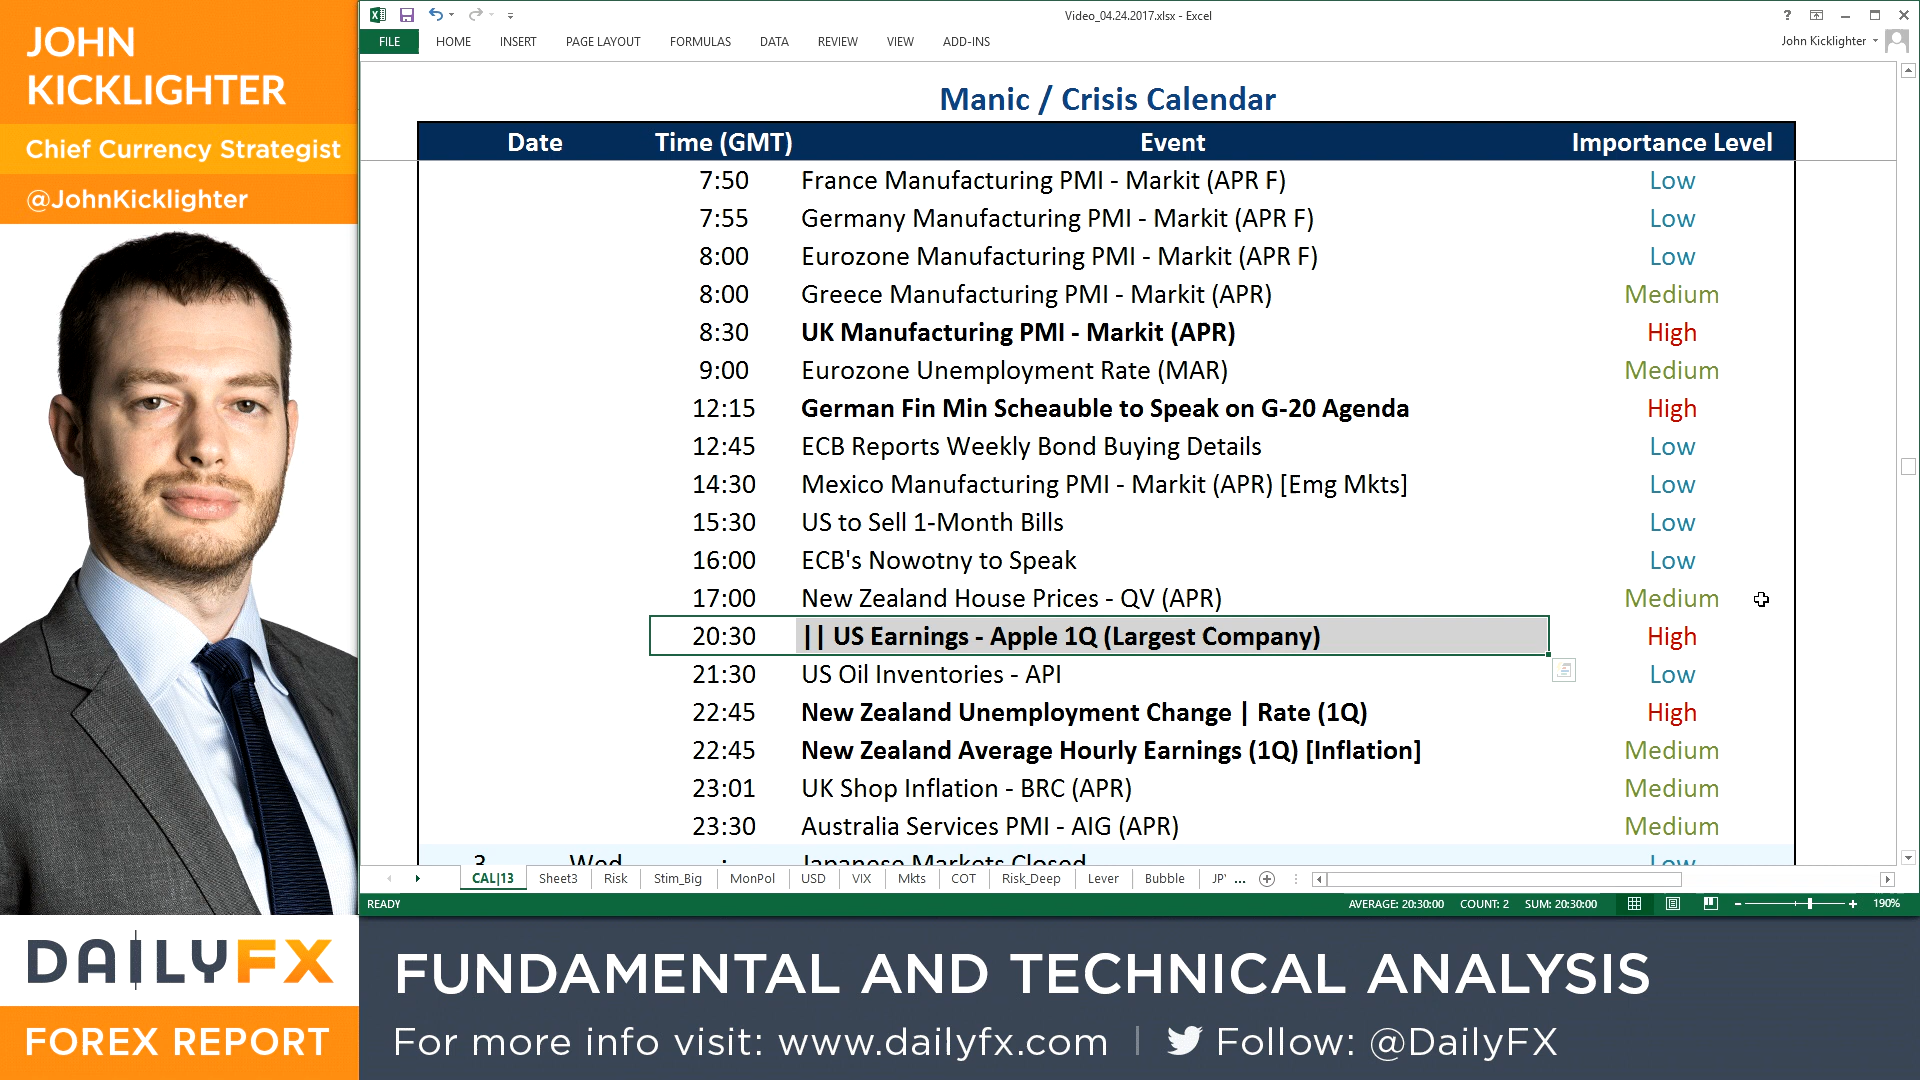 JOHN
KICKLIGHTER
Chief Currency Strategist
@JohnKicklighter
Video_04.24.2017.xlsx - Excel
?
FILE HOME INSERT PAGE LAYOUT FORMULAS DATA REVIEW VIEW ADD-INS
John Kicklighter
Manic / Crisis Calendar
Date Time (GMT) Event Importance Level
7:50 France Manufacturing PMI - Markit (APR F) Low
7:55 Germany Manufacturing PMI - Markit (APR F) Low
8:00 Eurozone Manufacturing PMI - Markit (APR F) Low
8:00 Greece Manufacturing PMI - Markit (APR) Medium
8:30 UK Manufacturing PMI - Markit (APR) High
9:00 Eurozone Unemployment Rate (MAR) Medium
12:15 German Fin Min Scheauble to Speak on G-20 Agenda High
12:45 ECB Reports Weekly Bond Buying Details Low
14:30 Mexico Manufacturing PMI - Markit (APR) [Emg Mkts] Low
15:30 US to Sell 1-Month Bills Low
16:00 ECB's Nowotny to Speak Low
17:00 New Zealand House Prices - QV (APR) Medium
20:30 || US Earnings - Apple 1Q (Largest Company) High
21:30 US Oil Inventories - API Low
22:45 New Zealand Unemployment Change | Rate (1Q) High
22:45 New Zealand Average Hourly Earnings (1Q) [Inflation] Medium
23:01 UK Shop Inflation - BRC (APR) Medium
23:30 Australia Services PMI - AIG (APR) Medium
3 Wed : Japanese Markets Closed Low
CAL|13 Sheet3 Risk Stim_Big MonPol USD VIX Mkts COT Risk_Deep Lever Bubble JP' ...
READY AVERAGE: 20:30:00 COUNT: 2 SUM: 20:30:00 190%
DAILYFX
FOREX REPORT
FUNDAMENTAL AND TECHNICAL ANALYSIS
For more info visit: www.dailyfx.com | Follow: @DailyFX